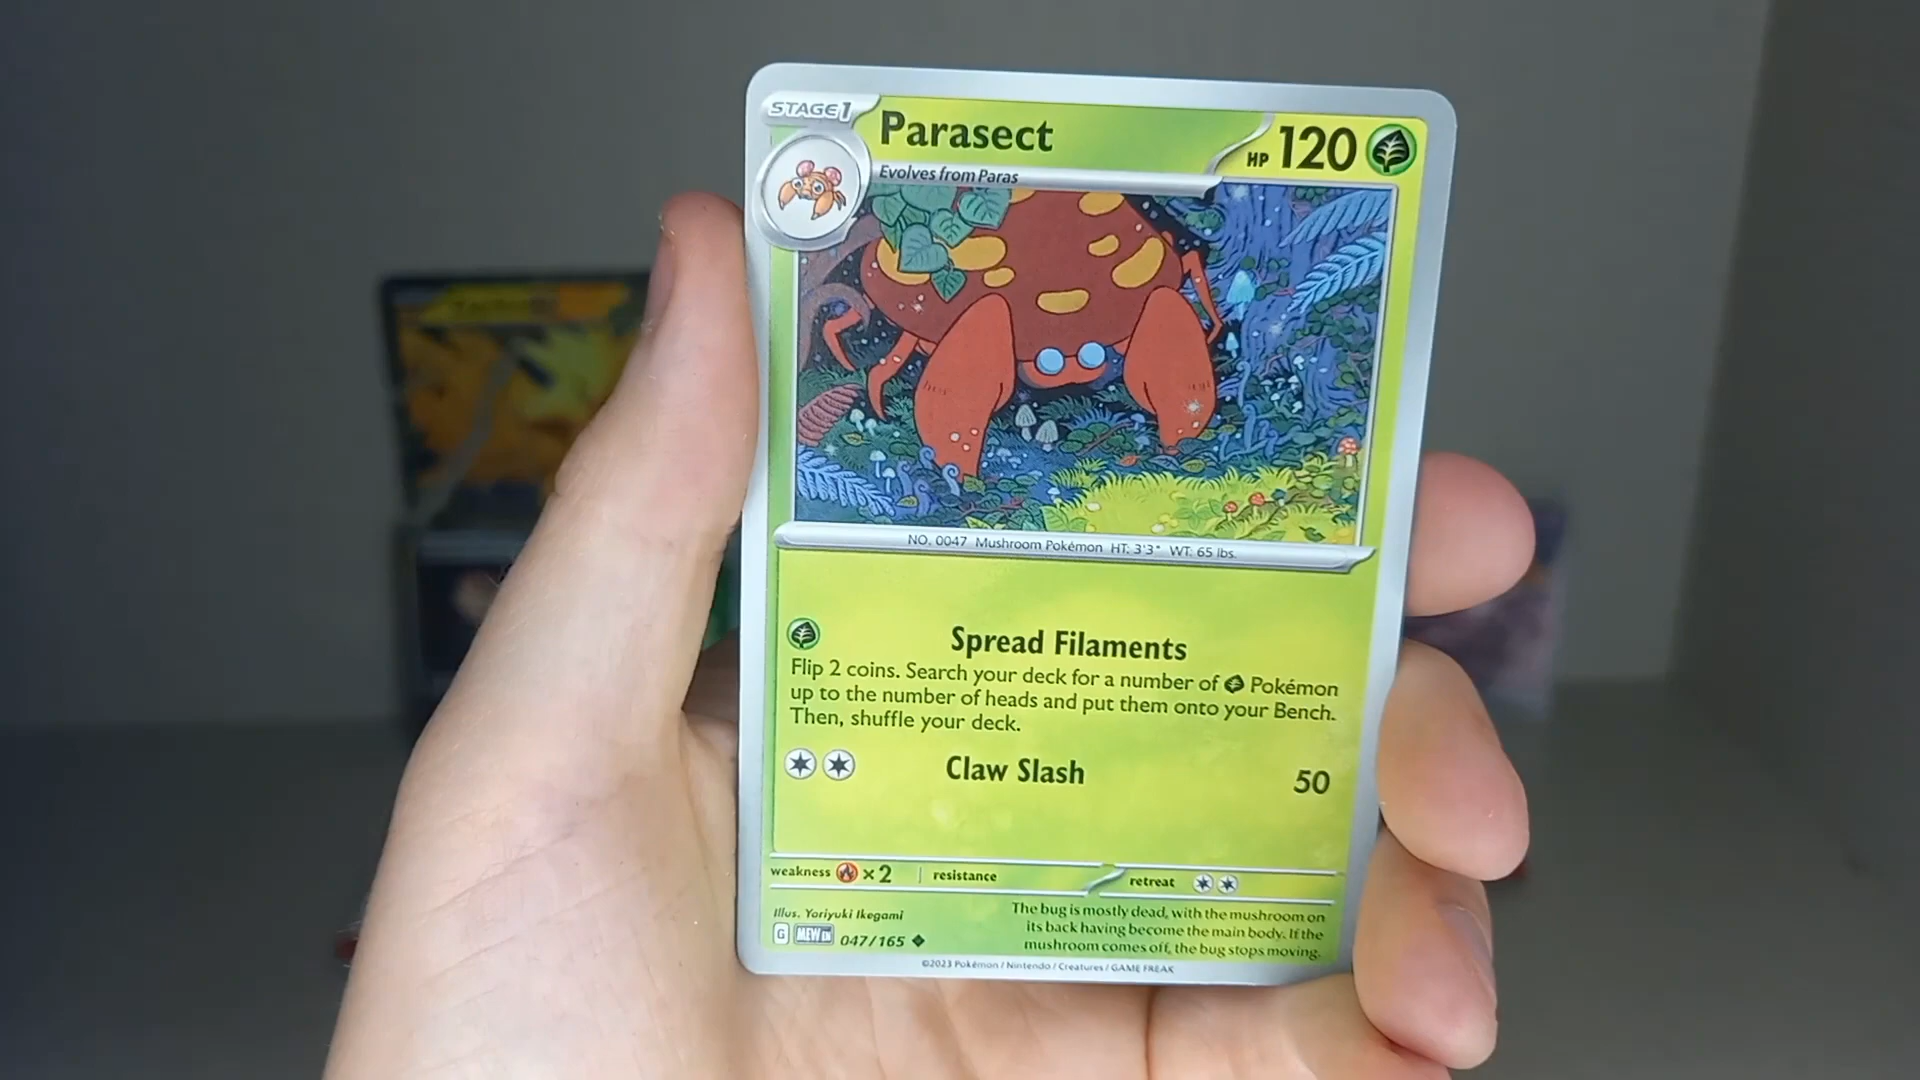 STAGE1
Parasect
HP 120
Evolves from Paras
NO. 0047 Mushroom Pokémon HT: 3'3" WT: 65 lbs.
Spread Filaments
Flip 2 coins. Search your deck for a number of Pokémon
up to the number of heads and put them onto your Bench.
Then, shuffle your deck.
Claw Slash 50
weakness ×2 resistance retreat
Illus. Yoriyuki Ikegami
G MEW EN 047/165
The bug is mostly dead, with the mushroom on
its back having become the main body. If the
mushroom comes off, the bug stops moving.
©2023 Pokémon / Nintendo / Creatures / GAME FREAK